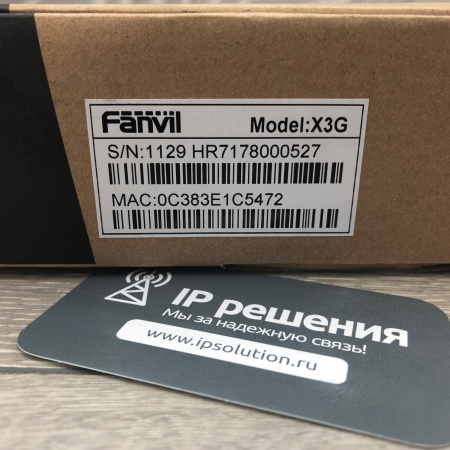 Fanvil Model:X3G
S/N:1129 HR7178000527
MAC:0C383E1C5472
IP решения
Мы за надежную связь!
www.ipsolution.ru